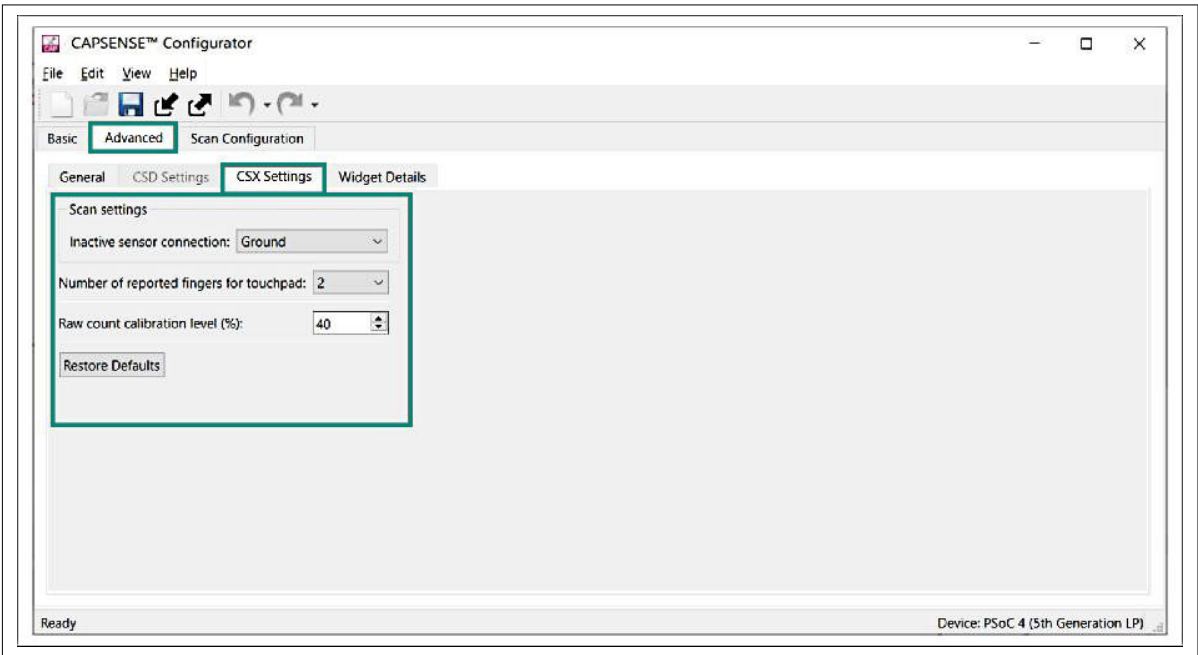 CAPSENSE™ Configurator
File Edit View Help
Basic Advanced Scan Configuration
General CSD Settings CSX Settings Widget Details
Scan settings
Inactive sensor connection: Ground
Number of reported fingers for touchpad: 2
Raw count calibration level (%): 40
Restore Defaults
Ready Device: PSoC 4 (5th Generation LP)